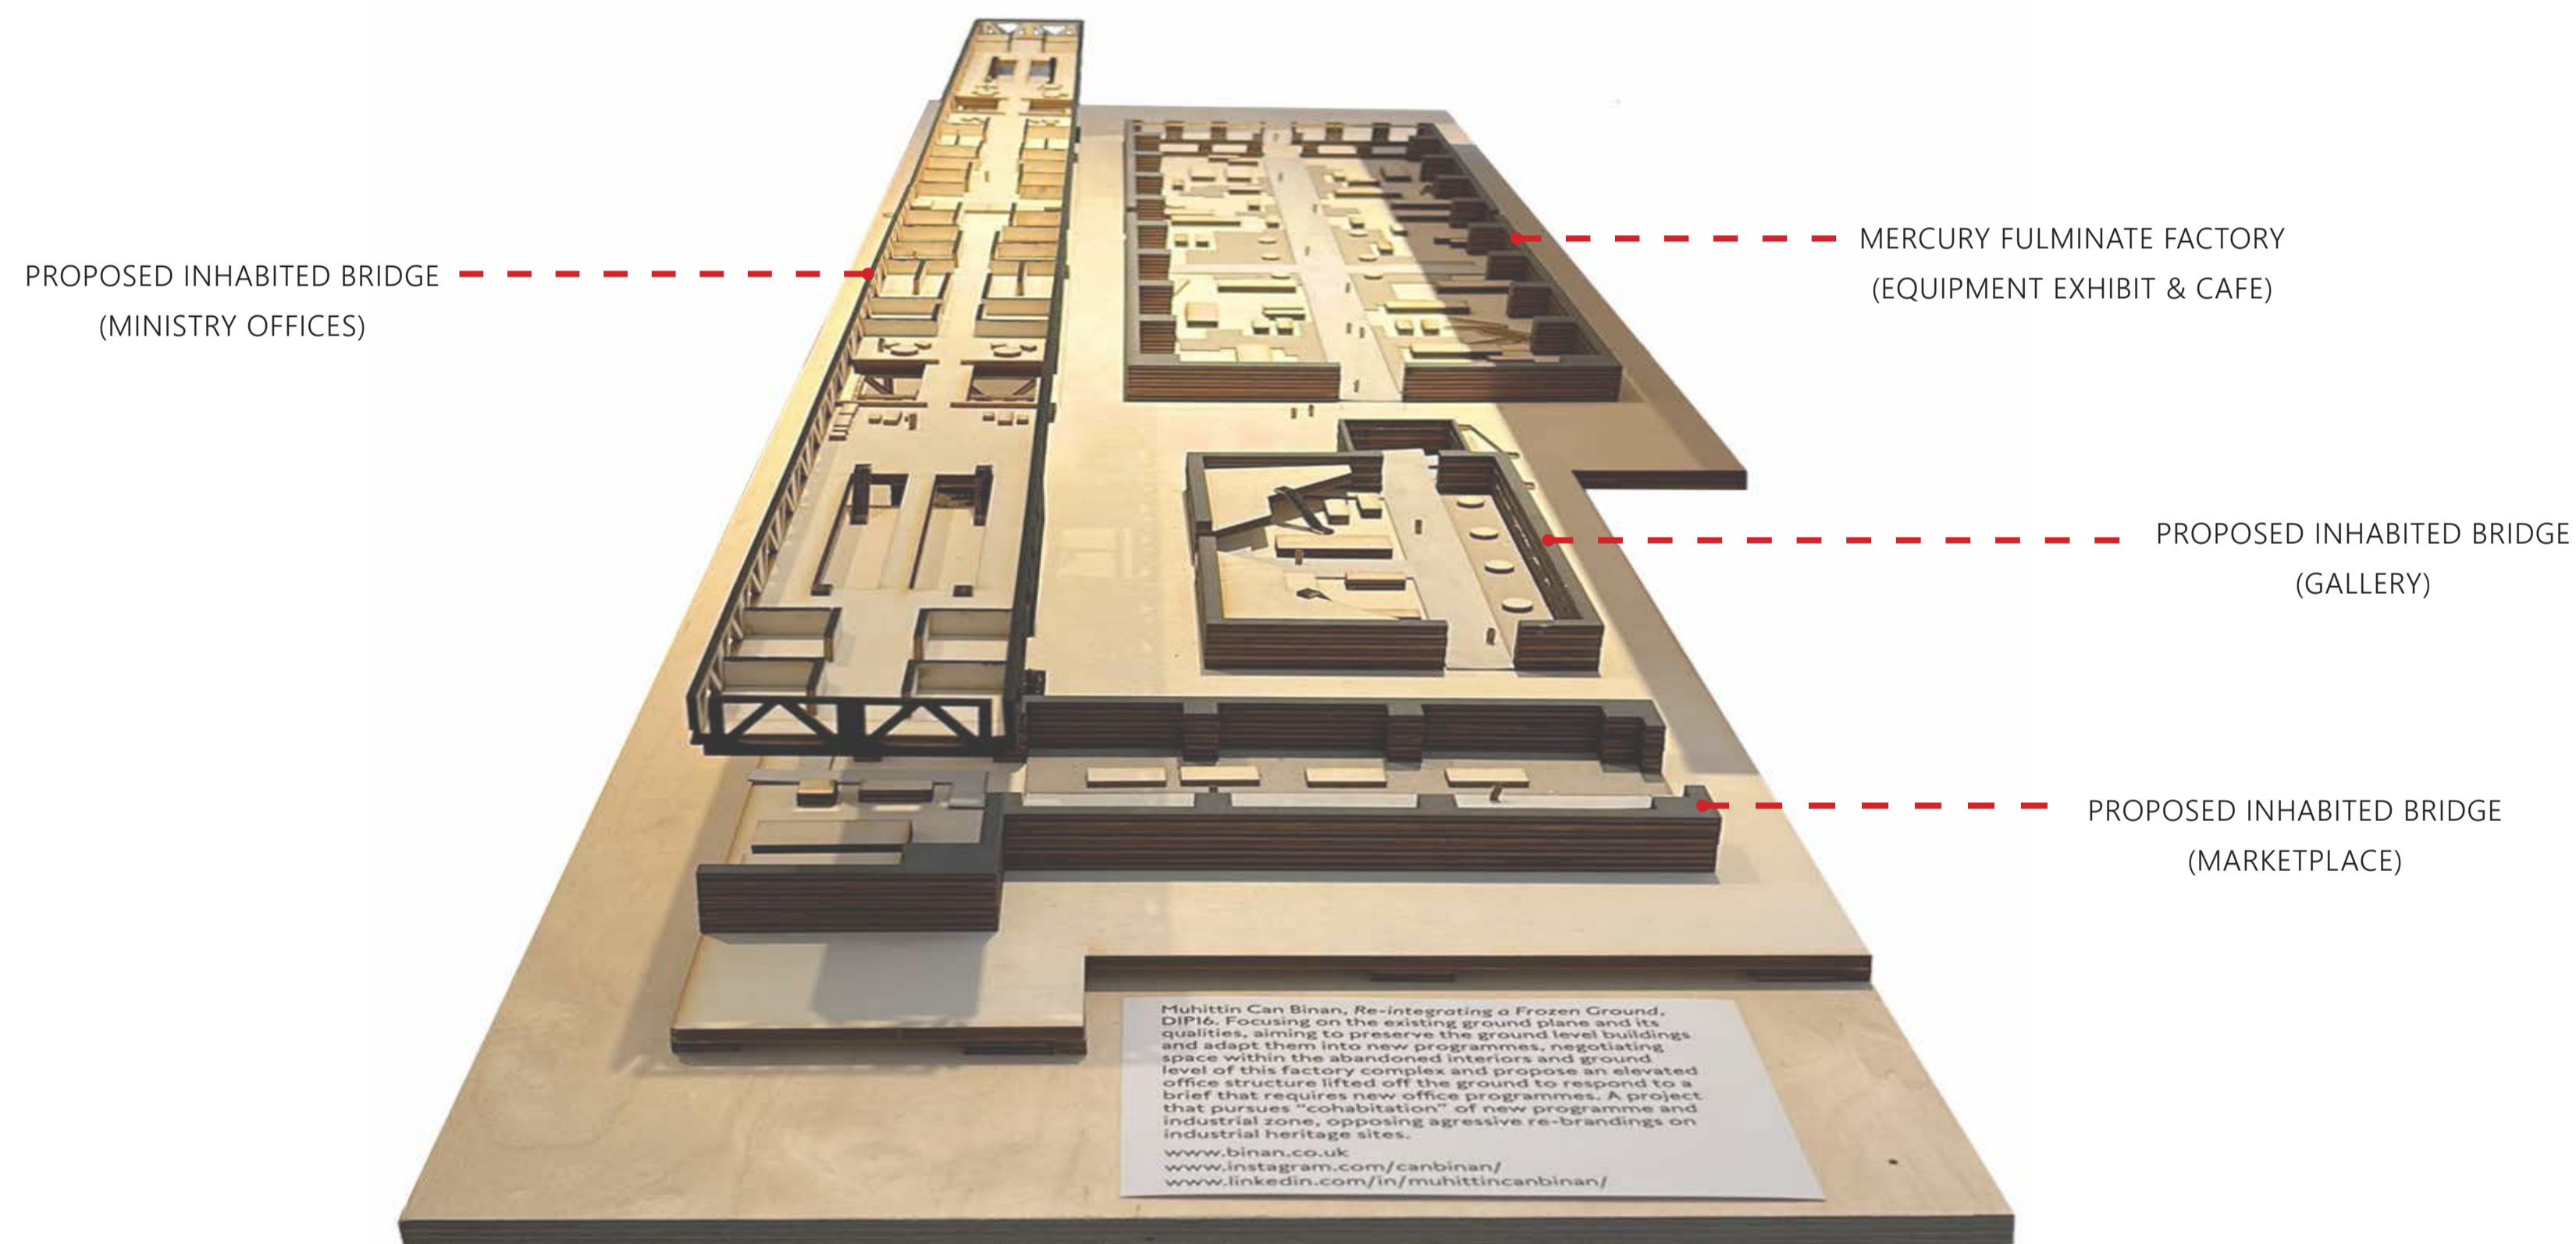 PROPOSED INHABITED BRIDGE
(MINISTRY OFFICES)
MERCURY FULMINATE FACTORY
(EQUIPMENT EXHIBIT & CAFE)
PROPOSED INHABITED BRIDGE
(GALLERY)
PROPOSED INHABITED BRIDGE
(MARKETPLACE)
Muhittin Can Binan, Re-integrating a Frozen Ground,
DIP16. Focusing on the existing ground plane and its
qualities, aiming to preserve the ground level buildings
and adapt them into new programmes, negotiating
space within the abandoned interiors and ground
level of this factory complex and propose an elevated
office structure lifted off the ground to respond to a
brief that requires new office programmes. A project
that pursues "cohabitation" of new programme and
industrial zone, opposing agressive re-brandings on
industrial heritage sites.
www.binan.co.uk
www.instagram.com/canbinan/
www.linkedin.com/in/muhittincanbinan/